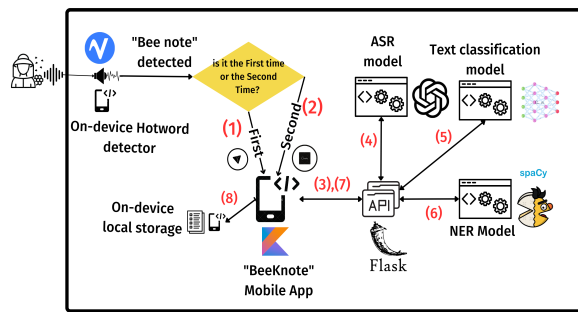 "Bee note"
detected
is it the First time
or the Second
Time?
ASR
model
Text classification
model
On-device Hotword
detector
(1)
First
Second
(2)
(4)
(5)
spaCy
(8)
(3),(7)
API
(6)
On-device
local storage
NER Model
Flask
"BeeKnote"
Mobile App